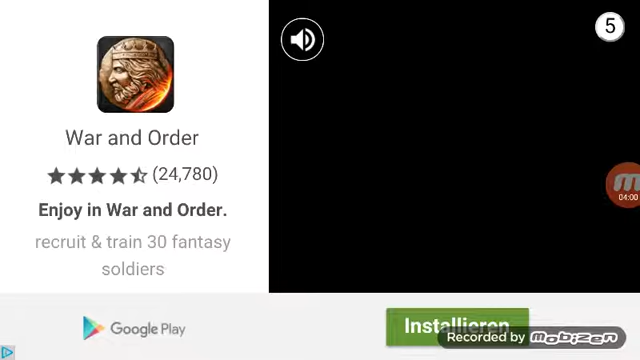 5
War and Order
(24,780)
Enjoy in War and Order.
recruit & train 30 fantasy
soldiers
04:00
Google Play
Installieren
Recorded by mobizen